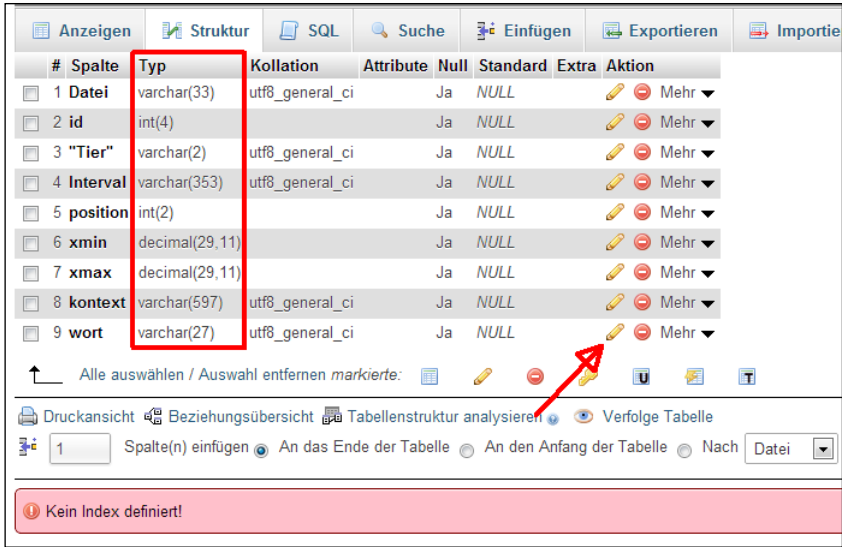 Anzeigen Struktur SQL Suche Einfügen Exportieren Importie
# Spalte Typ Kollation Attribute Null Standard Extra Aktion
1 Datei varchar(33) utf8_general_ci Ja NULL Mehr
2 id int(4) Ja NULL Mehr
3 "Tier" varchar(2) utf8_general_ci Ja NULL Mehr
4 Interval varchar(353) utf8_general_ci Ja NULL Mehr
5 position int(2) Ja NULL Mehr
6 xmin decimal(29,11) Ja NULL Mehr
7 xmax decimal(29,11) Ja NULL Mehr
8 kontext varchar(597) utf8_general_ci Ja NULL Mehr
9 wort varchar(27) utf8_general_ci Ja NULL Mehr
Alle auswählen / Auswahl entfernen markierte: U T
Druckansicht Beziehungsübersicht Tabellenstruktur analysieren Verfolge Tabelle
1 Spalte(n) einfügen An das Ende der Tabelle An den Anfang der Tabelle Nach Datei
Kein Index definiert!